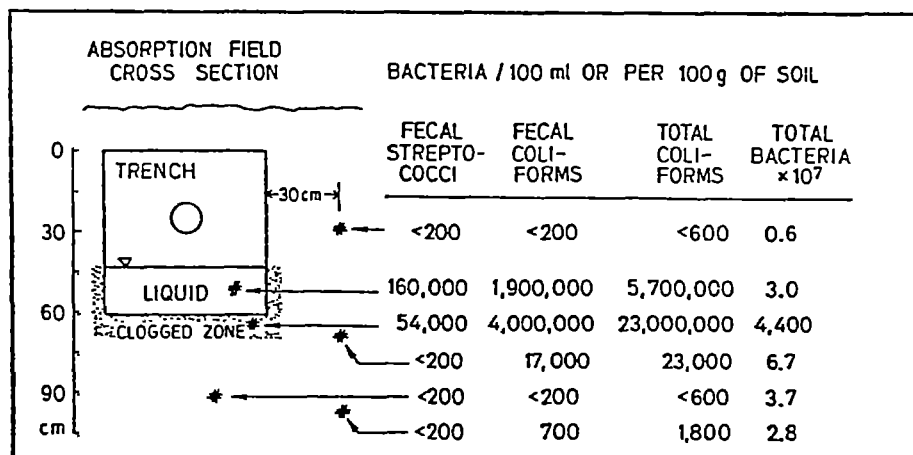 ABSORPTION FIELD
CROSS SECTION
BACTERIA / 100 ml OR PER 100 g OF SOIL
FECAL STREPTO-COCCI FECAL COLI-FORMS TOTAL COLI-FORMS TOTAL BACTERIA ×10⁷
0
TRENCH
30cm
30 * <200 <200 <600 0.6
LIQUID * 160,000 1,900,000 5,700,000 3.0
60
CLOGGED ZONE * 54,000 4,000,000 23,000,000 4,400
* <200 17,000 23,000 6.7
90 * <200 <200 <600 3.7
cm * <200 700 1,800 2.8